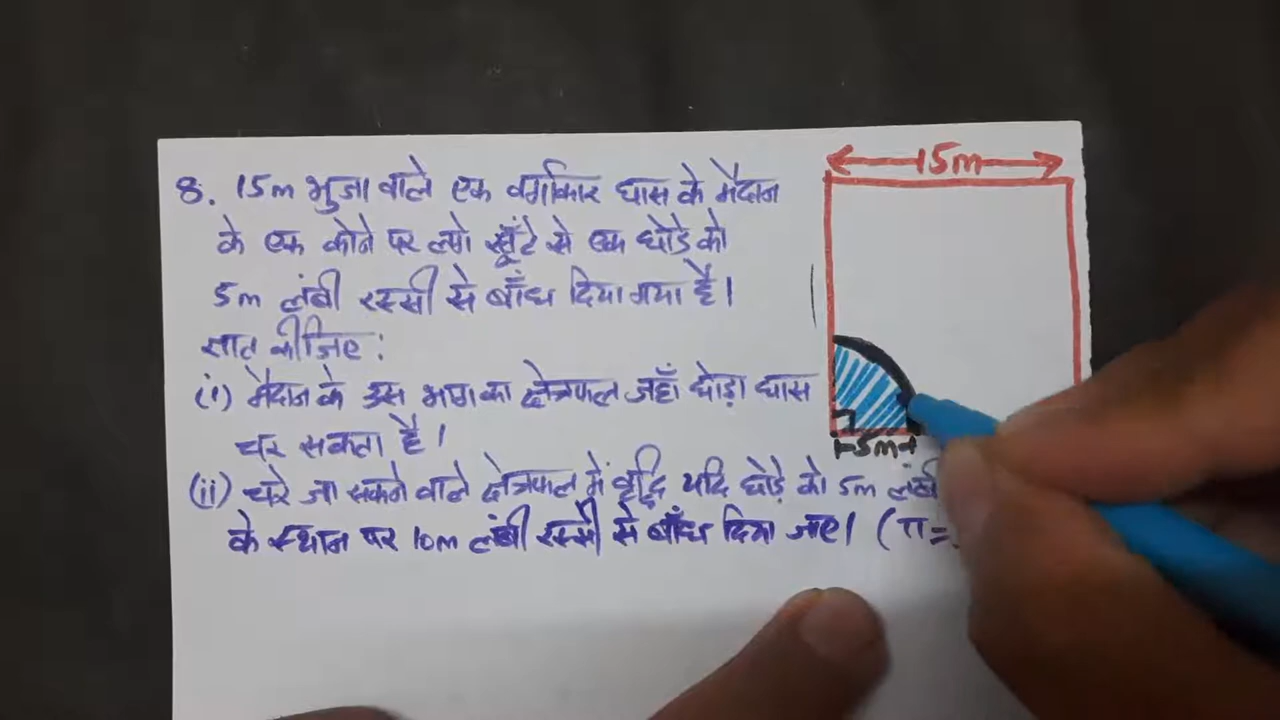 8. 15m भुजा वाले एक वर्गाकार घास के मैदान
के एक कोने पर लगे खूँटे से एक घोड़े को
5m लंबी रस्सी से बाँध दिया गया है।
ज्ञात कीजिए :
(i) मैदान के उस भाग का क्षेत्रफल जहाँ घोड़ा घास
चर सकता है।
(ii) चरे जा सकने वाले क्षेत्रफल में वृद्धि यदि घोड़े को 5m
के स्थान पर 10m लंबी रस्सी से बाँध दिया जाए। (π=
15m
5m